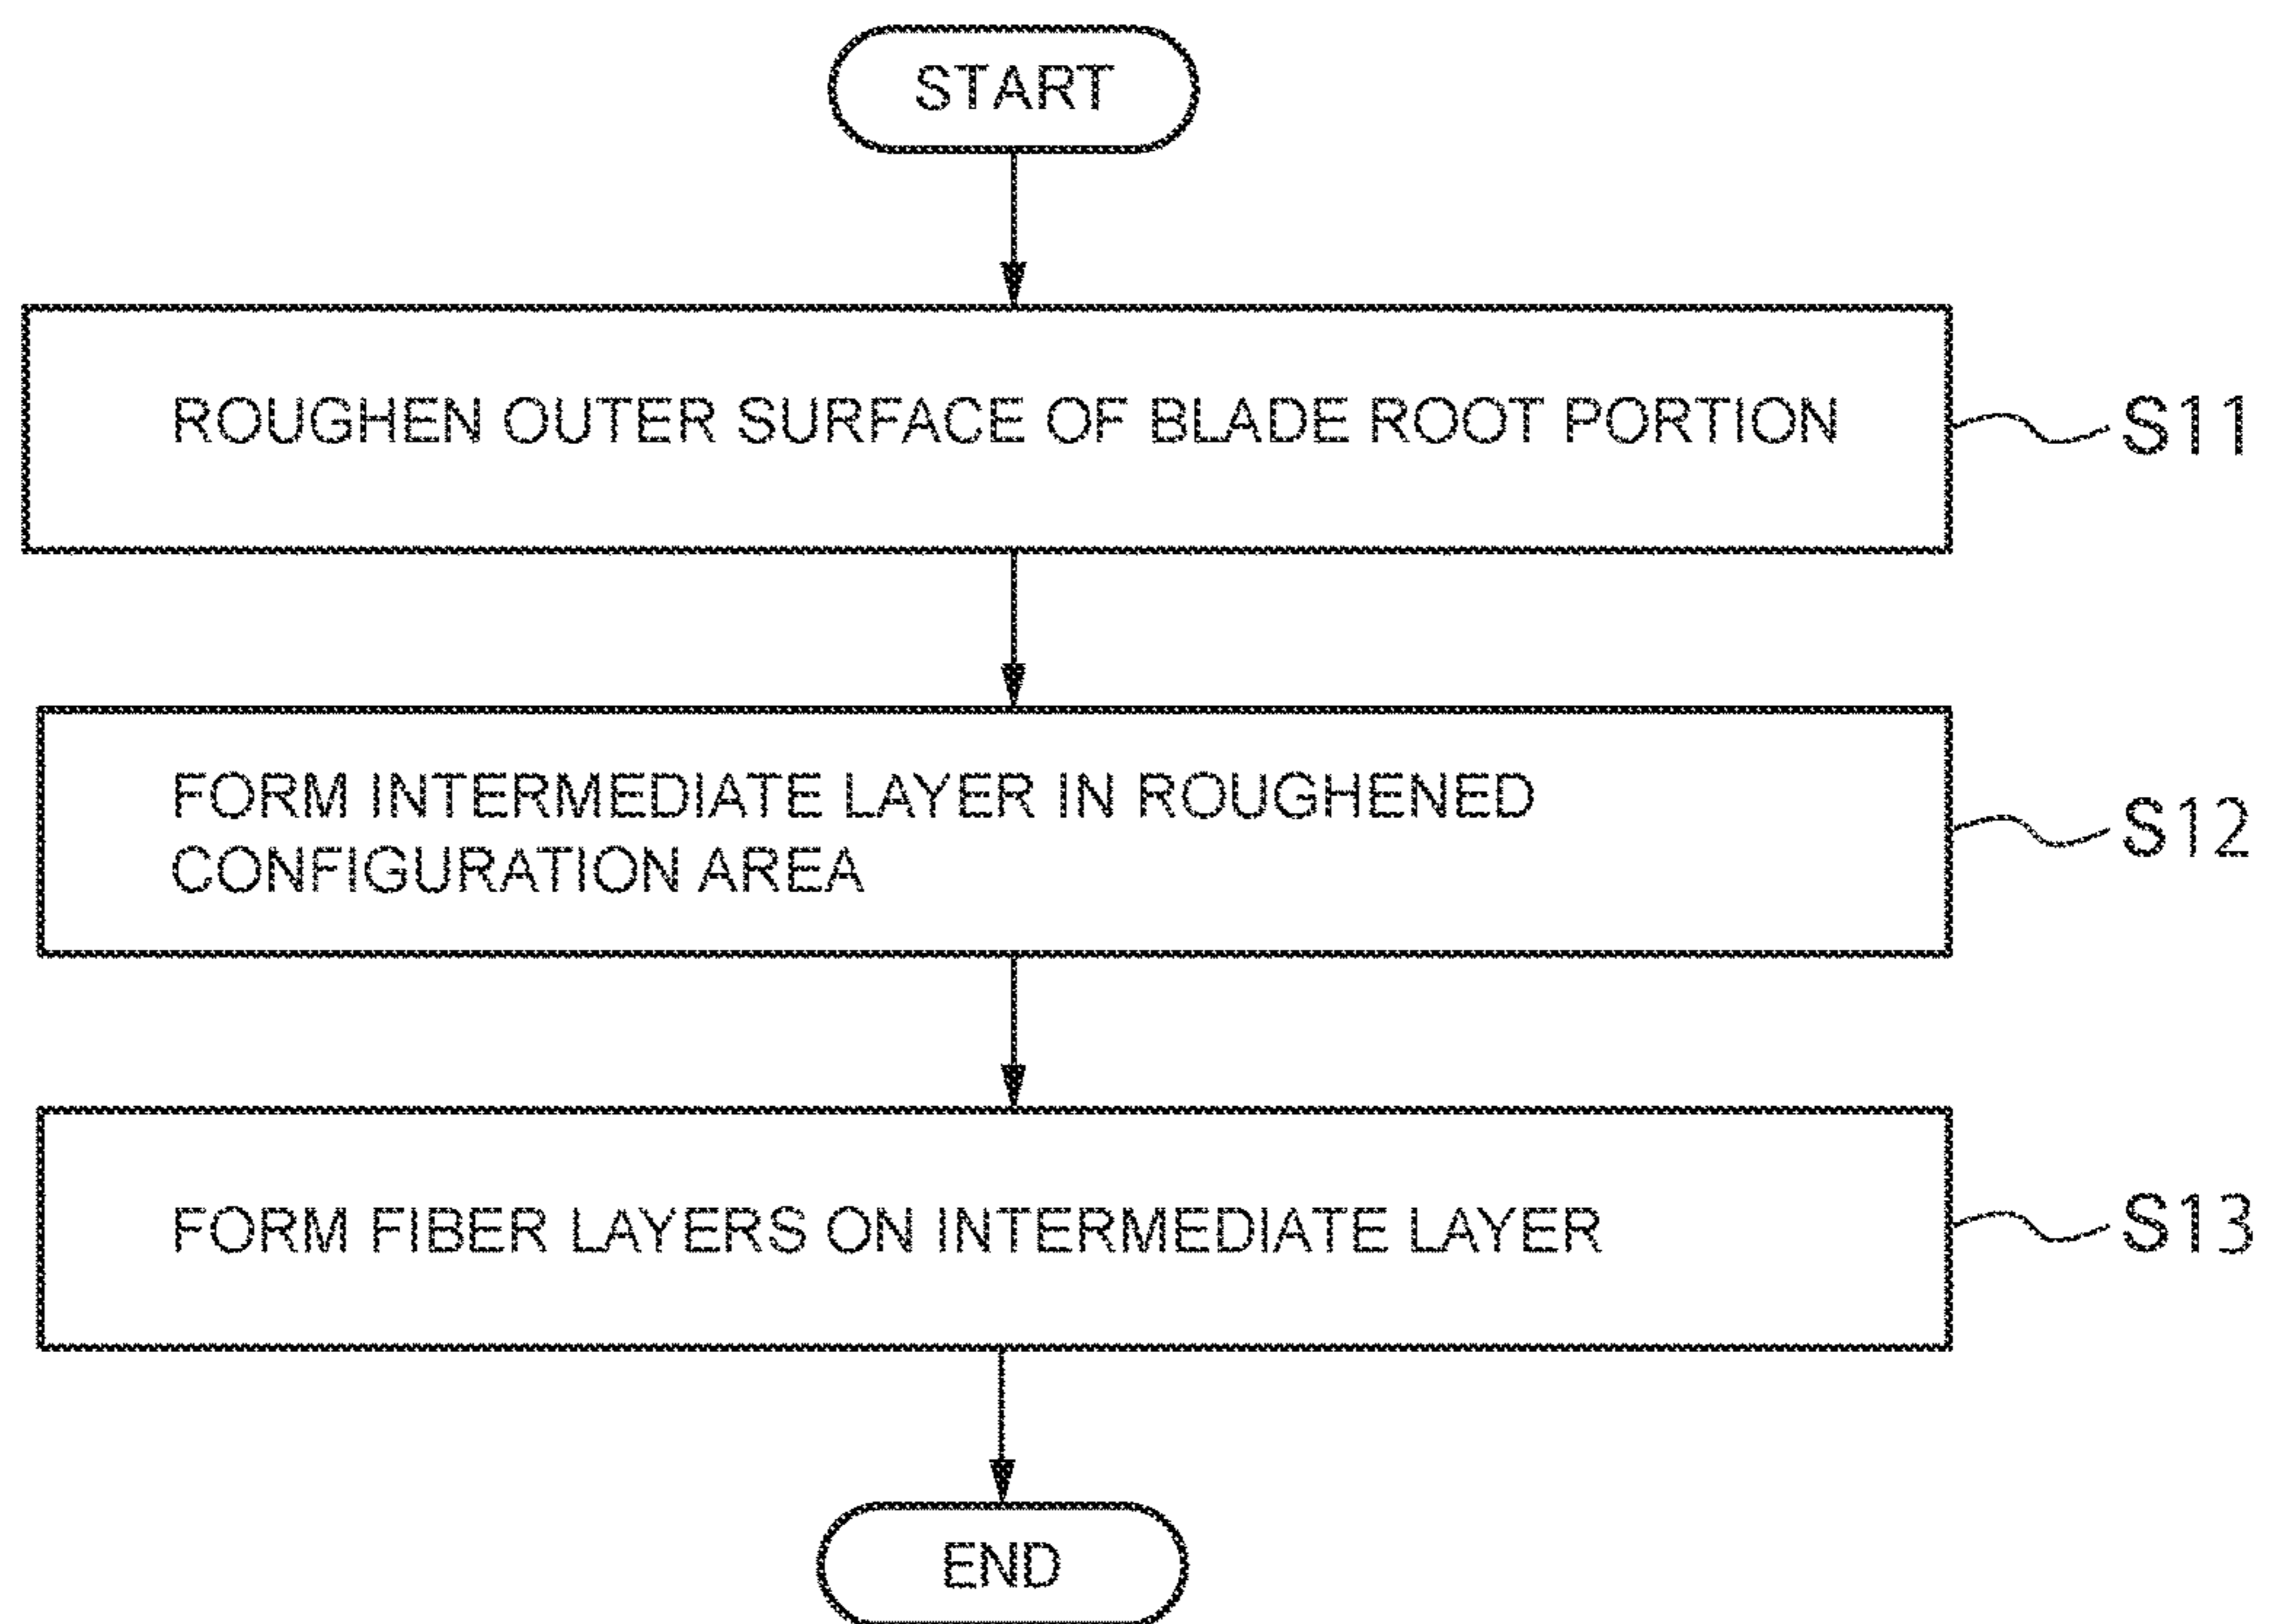 START
ROUGHEN OUTER SURFACE OF BLADE ROOT PORTION
S11
FORM INTERMEDIATE LAYER IN ROUGHENED
CONFIGURATION AREA
S12
FORM FIBER LAYERS ON INTERMEDIATE LAYER
S13
END